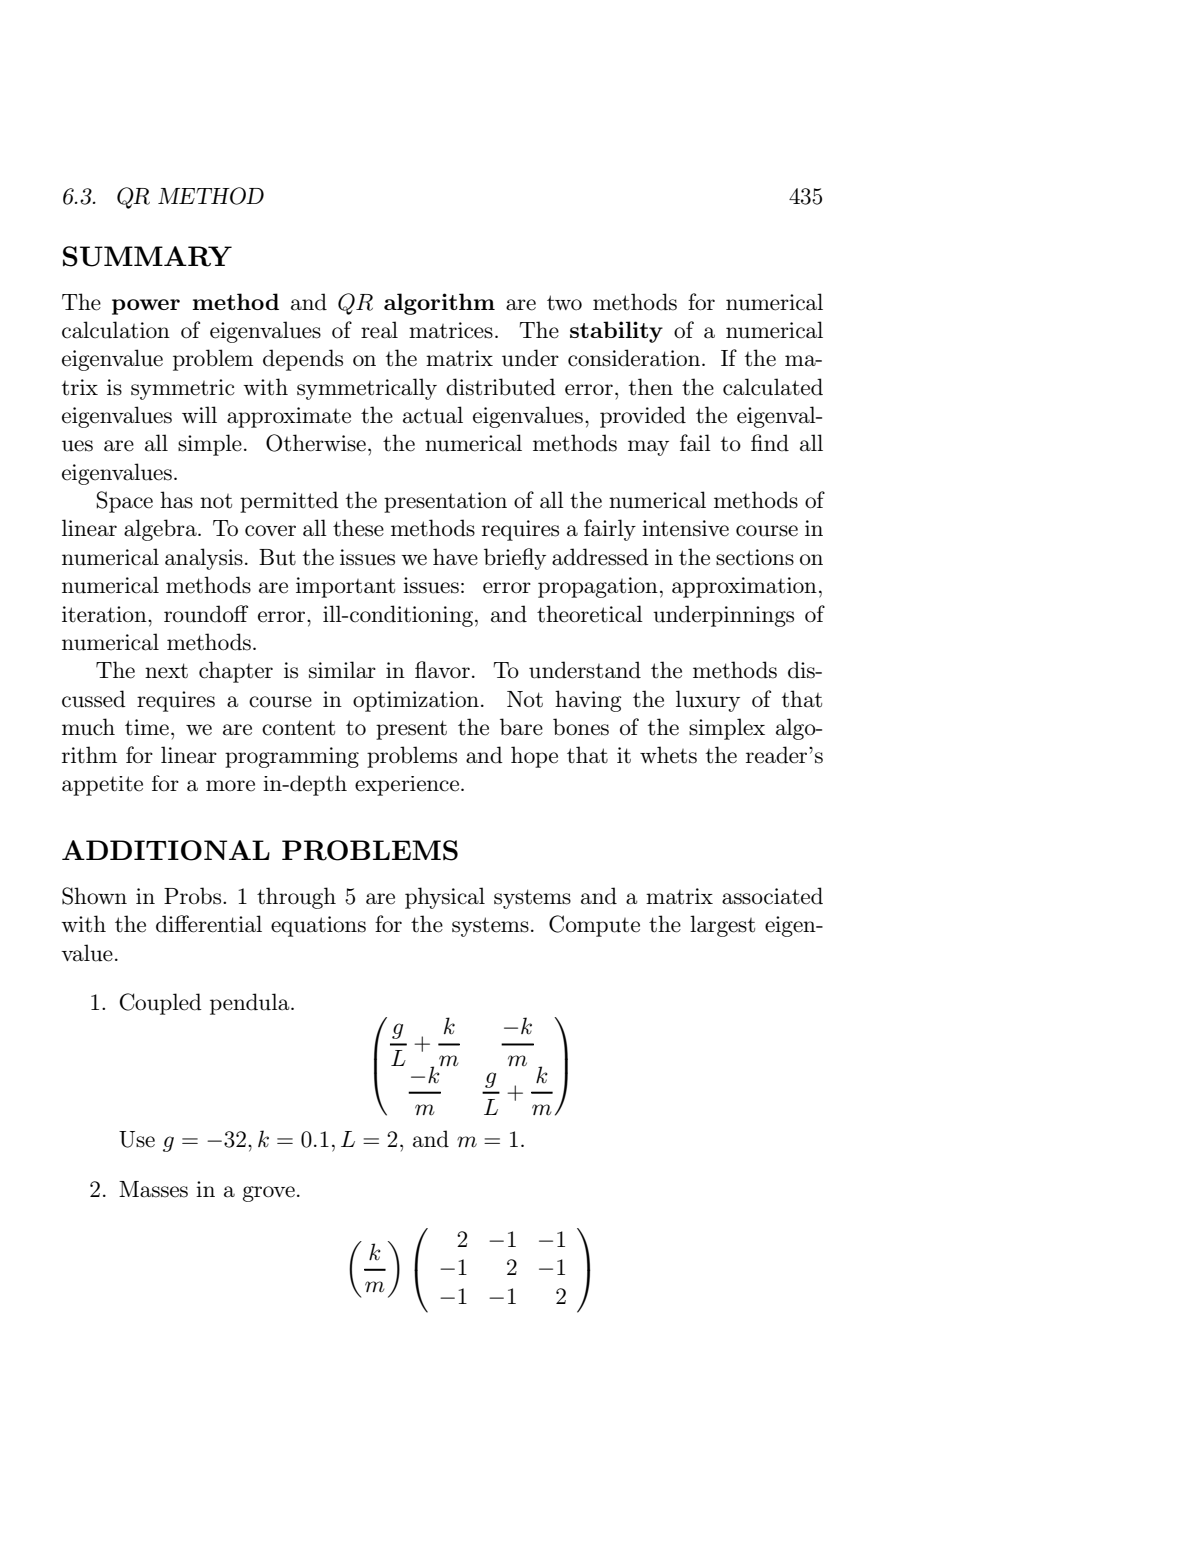 6.3. QR METHOD 435
SUMMARY
The power method and QR algorithm are two methods for numerical
calculation of eigenvalues of real matrices. The stability of a numerical
eigenvalue problem depends on the matrix under consideration. If the ma-
trix is symmetric with symmetrically distributed error, then the calculated
eigenvalues will approximate the actual eigenvalues, provided the eigenval-
ues are all simple. Otherwise, the numerical methods may fail to find all
eigenvalues.
Space has not permitted the presentation of all the numerical methods of
linear algebra. To cover all these methods requires a fairly intensive course in
numerical analysis. But the issues we have briefly addressed in the sections on
numerical methods are important issues: error propagation, approximation,
iteration, roundoff error, ill-conditioning, and theoretical underpinnings of
numerical methods.
The next chapter is similar in flavor. To understand the methods dis-
cussed requires a course in optimization. Not having the luxury of that
much time, we are content to present the bare bones of the simplex algo-
rithm for linear programming problems and hope that it whets the reader's
appetite for a more in-depth experience.
ADDITIONAL PROBLEMS
Shown in Probs. 1 through 5 are physical systems and a matrix associated
with the differential equations for the systems. Compute the largest eigen-
value.
1. Coupled pendula.
( g/L + k/m  −k/m )
( −k/m  g/L + k/m )
Use g = −32, k = 0.1, L = 2, and m = 1.
2. Masses in a grove.
( 2 −1 −1 )
(k/m) ( −1 2 −1 )
( −1 −1 2 )